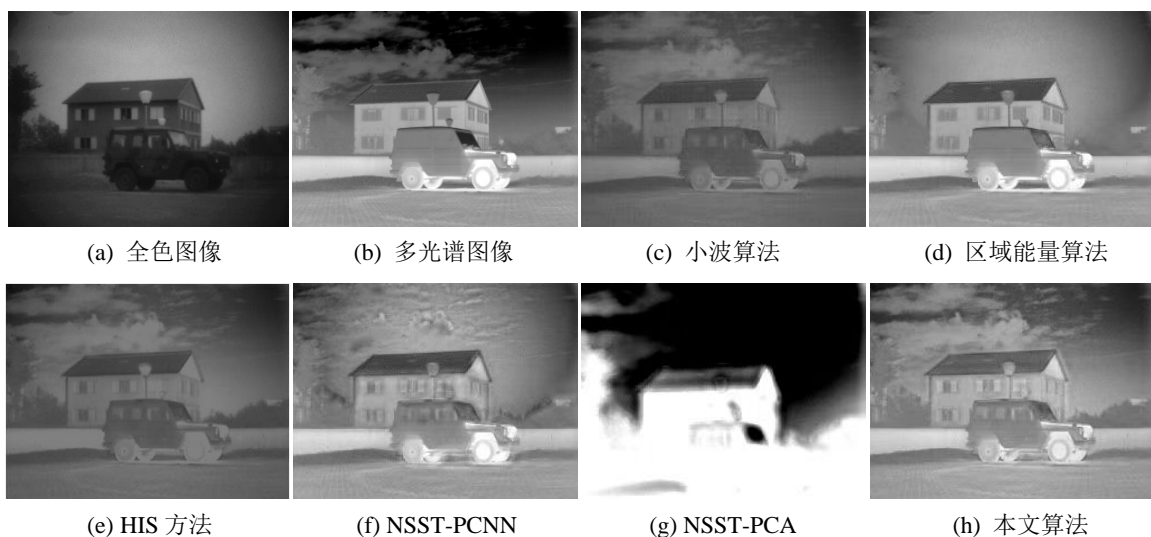 (a) 全色图像
(b) 多光谱图像
(c) 小波算法
(d) 区域能量算法
(e) HIS 方法
(f) NSST-PCNN
(g) NSST-PCA
(h) 本文算法